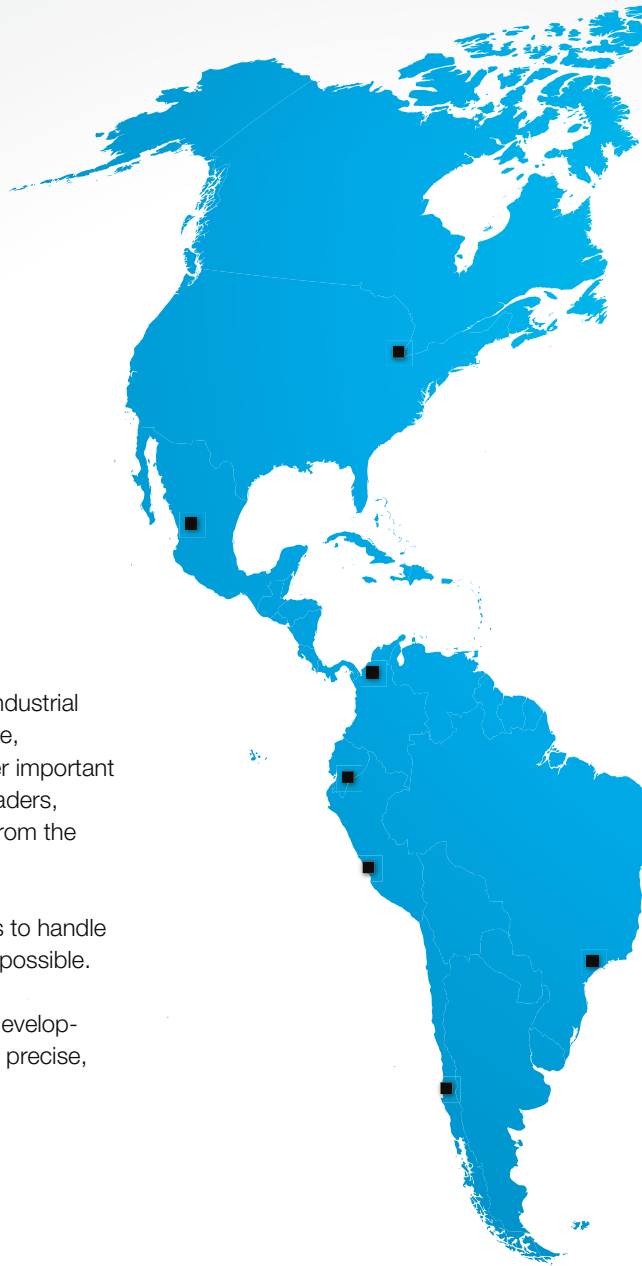 ndustrial
e,
er important
aders,
rom the
s to handle
possible.
evelop-
precise,